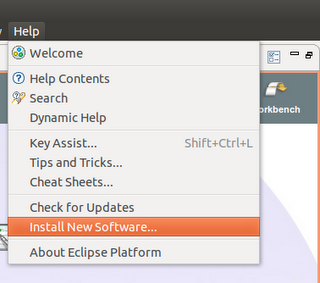 Help
Welcome
Help Contents
Search
Dynamic Help
Key Assist... Shift+Ctrl+L
Tips and Tricks...
Cheat Sheets...
Check for Updates
Install New Software...
About Eclipse Platform